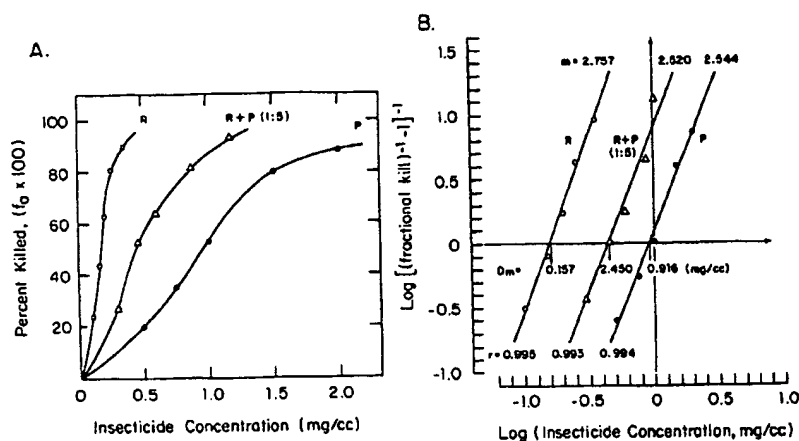 A.
Percent Killed, (fa x 100)
100
80
60
40
20
0
0.5
1.0
1.5
2.0
R
R+P (1:5)
P
Insecticide Concentration (mg/cc)
B.
Log [(fractional kill)-1-1]-1
1.5
1.0
0.5
0
-0.5
-1.0
m= 2.757
2.520
2.544
R
R+P
(1:5)
P
Dm=
0.157
2.450
0.916 (mg/cc)
r= 0.995
0.993
0.994
-1.0
-0.5
0
0.5
1.0
Log (Insecticide Concentration, mg/cc)